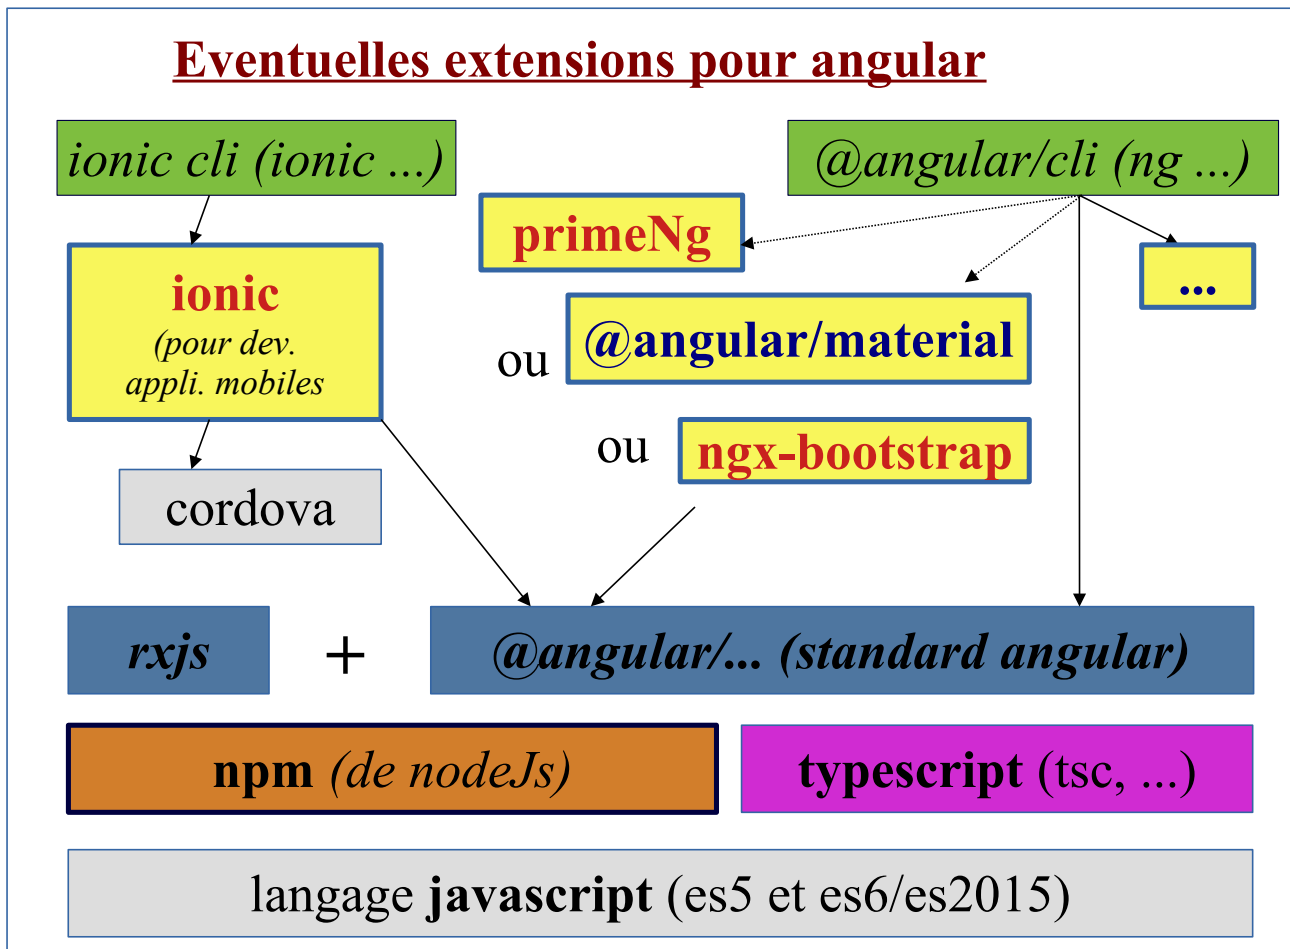 Eventuelles extensions pour angular
ionic cli (ionic ...)
@angular/cli (ng ...)
primeNg
ionic
(pour dev.
appli. mobiles
...
ou
@angular/material
ou
ngx-bootstrap
cordova
rxjs
+
@angular/... (standard angular)
npm (de nodeJs)
typescript (tsc, ...)
langage javascript (es5 et es6/es2015)